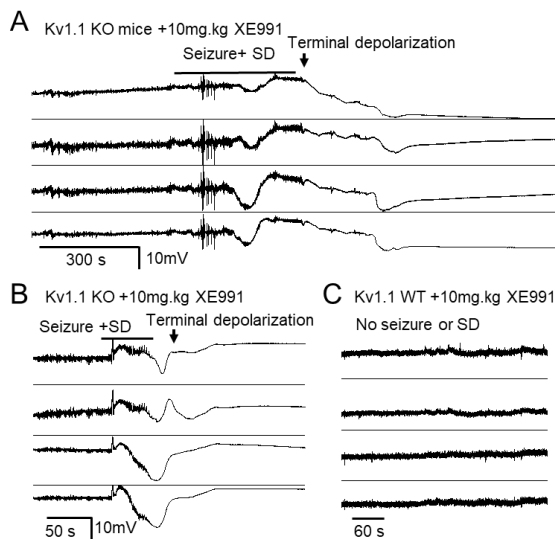 A
Kv1.1 KO mice +10mg.kg XE991
Seizure+ SD
Terminal depolarization
300 s
10mV
B
Kv1.1 KO +10mg.kg XE991
Seizure +SD
Terminal depolarization
50 s
10mV
C
Kv1.1 WT +10mg.kg XE991
No seizure or SD
60 s